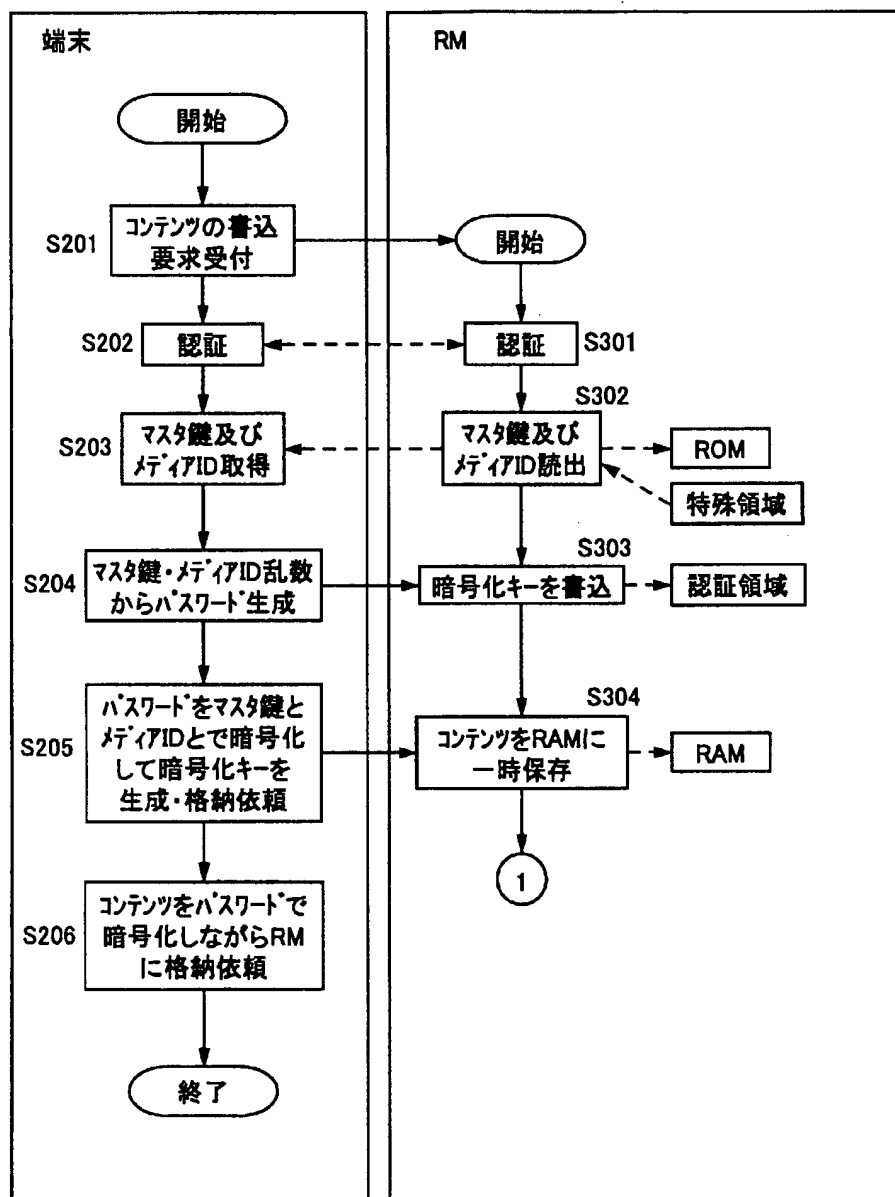 端末
開始
S201
コンテンツの書込
要求受付
S202
認証
S203
マスタ鍵及び
メディアID取得
S204
マスタ鍵・メディアID乱数
からパスワード生成
S205
パスワードをマスタ鍵と
メディアIDとで暗号化
して暗号化キーを
生成・格納依頼
S206
コンテンツをパスワードで
暗号化しながらRM
に格納依頼
終了
RM
開始
認証
S301
S302
マスタ鍵及び
メディアID読出
ROM
特殊領域
S303
暗号化キーを書込
認証領域
S304
コンテンツをRAMに
一時保存
RAM
1